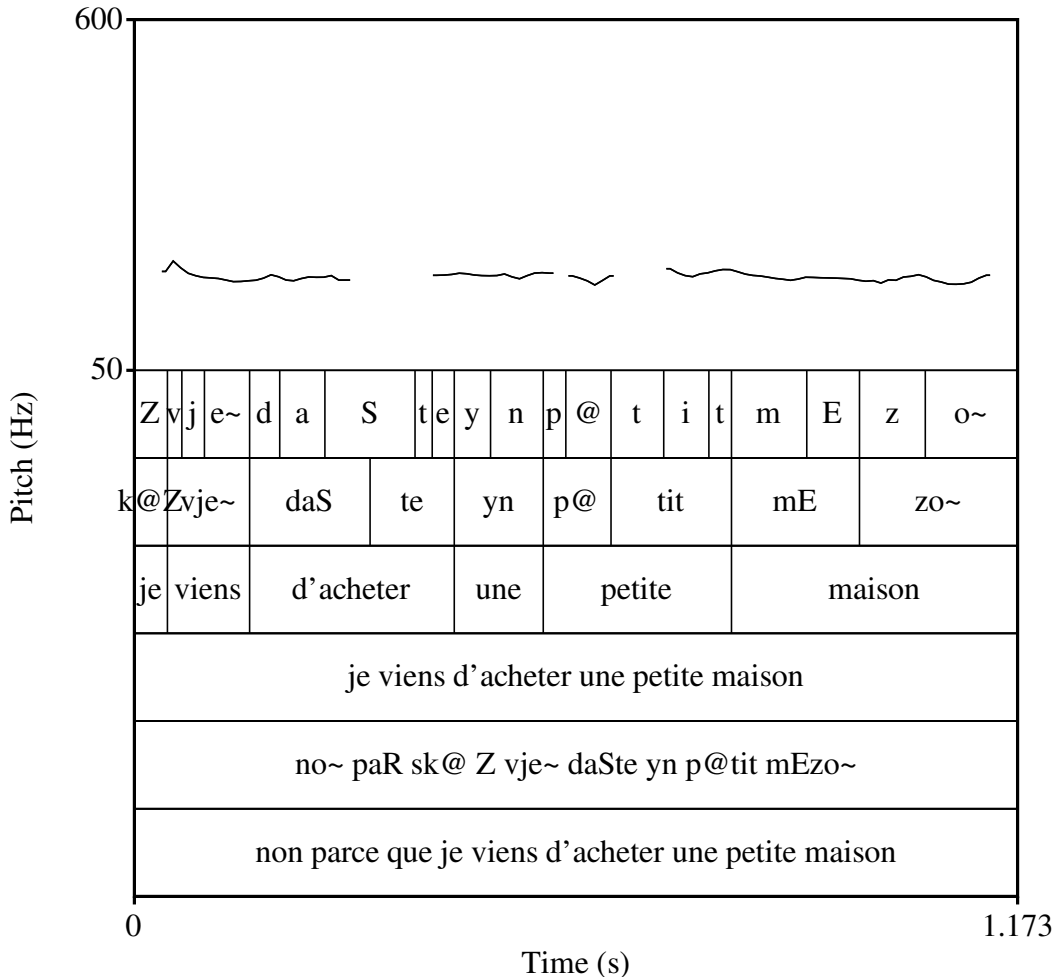 600
50
Pitch (Hz)
Z v j e~ d a S t e y n p @ t i t m E z o~
k@Z vje~ daS te yn p@ tit mE zo~
je viens d'acheter une petite maison
je viens d'acheter une petite maison
no~ paR sk@ Z vje~ daSte yn p@tit mEzo~
non parce que je viens d'acheter une petite maison
0 1.173
Time (s)